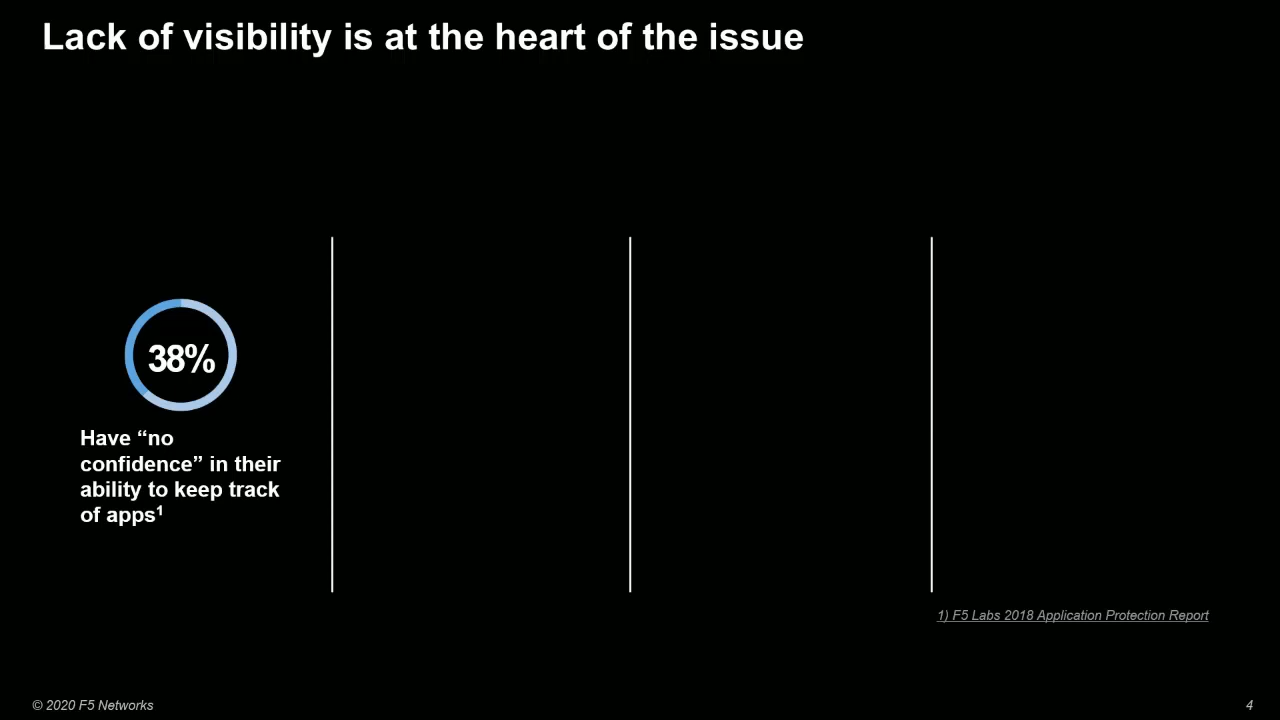 Lack of visibility is at the heart of the issue
38%
Have “no
confidence” in their
ability to keep track
of apps¹
1) F5 Labs 2018 Application Protection Report
© 2020 F5 Networks
4